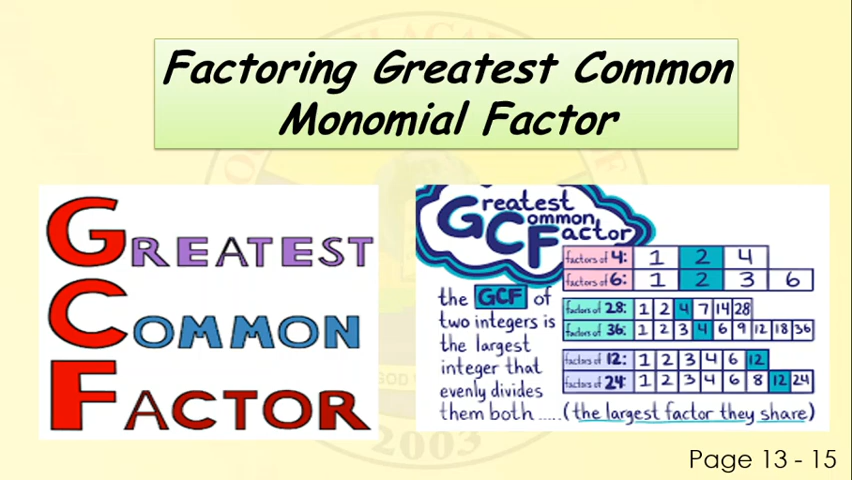 Factoring Greatest Common
Monomial Factor
GREATEST
COMMON
FACTOR
Greatest
Common
Factor
the GCF of
two integers is
the largest
integer that
evenly divides
them both .....
factors of 4: 1 2 4
factors of 6: 1 2 3 6
factors of 28: 1 2 4 7 14 28
factors of 36: 1 2 3 4 6 9 12 18 36
factors of 12: 1 2 3 4 6 12
factors of 24: 1 2 3 4 6 8 12 24
(the largest factor they share)
2003
Page 13 - 15